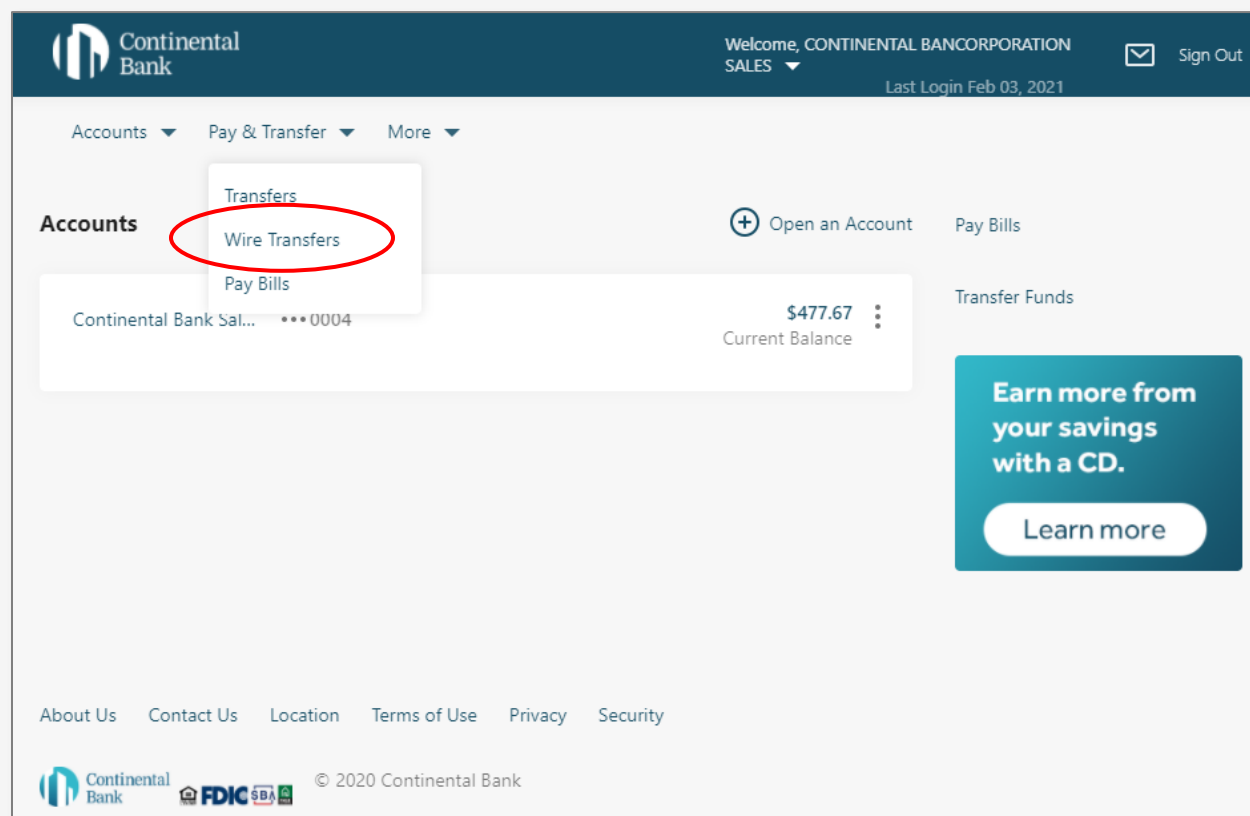 Continental
Bank
Welcome, CONTINENTAL BANCORPORATION
SALES
Sign Out
Last Login Feb 03, 2021
Accounts Pay & Transfer More
Transfers
Accounts
Wire Transfers
Open an Account
Pay Bills
Pay Bills
Transfer Funds
Continental Bank Sal... •••0004
$477.67
Current Balance
Earn more from
your savings
with a CD.
Learn more
About Us Contact Us Location Terms of Use Privacy Security
Continental
Bank
FDIC SBA
© 2020 Continental Bank